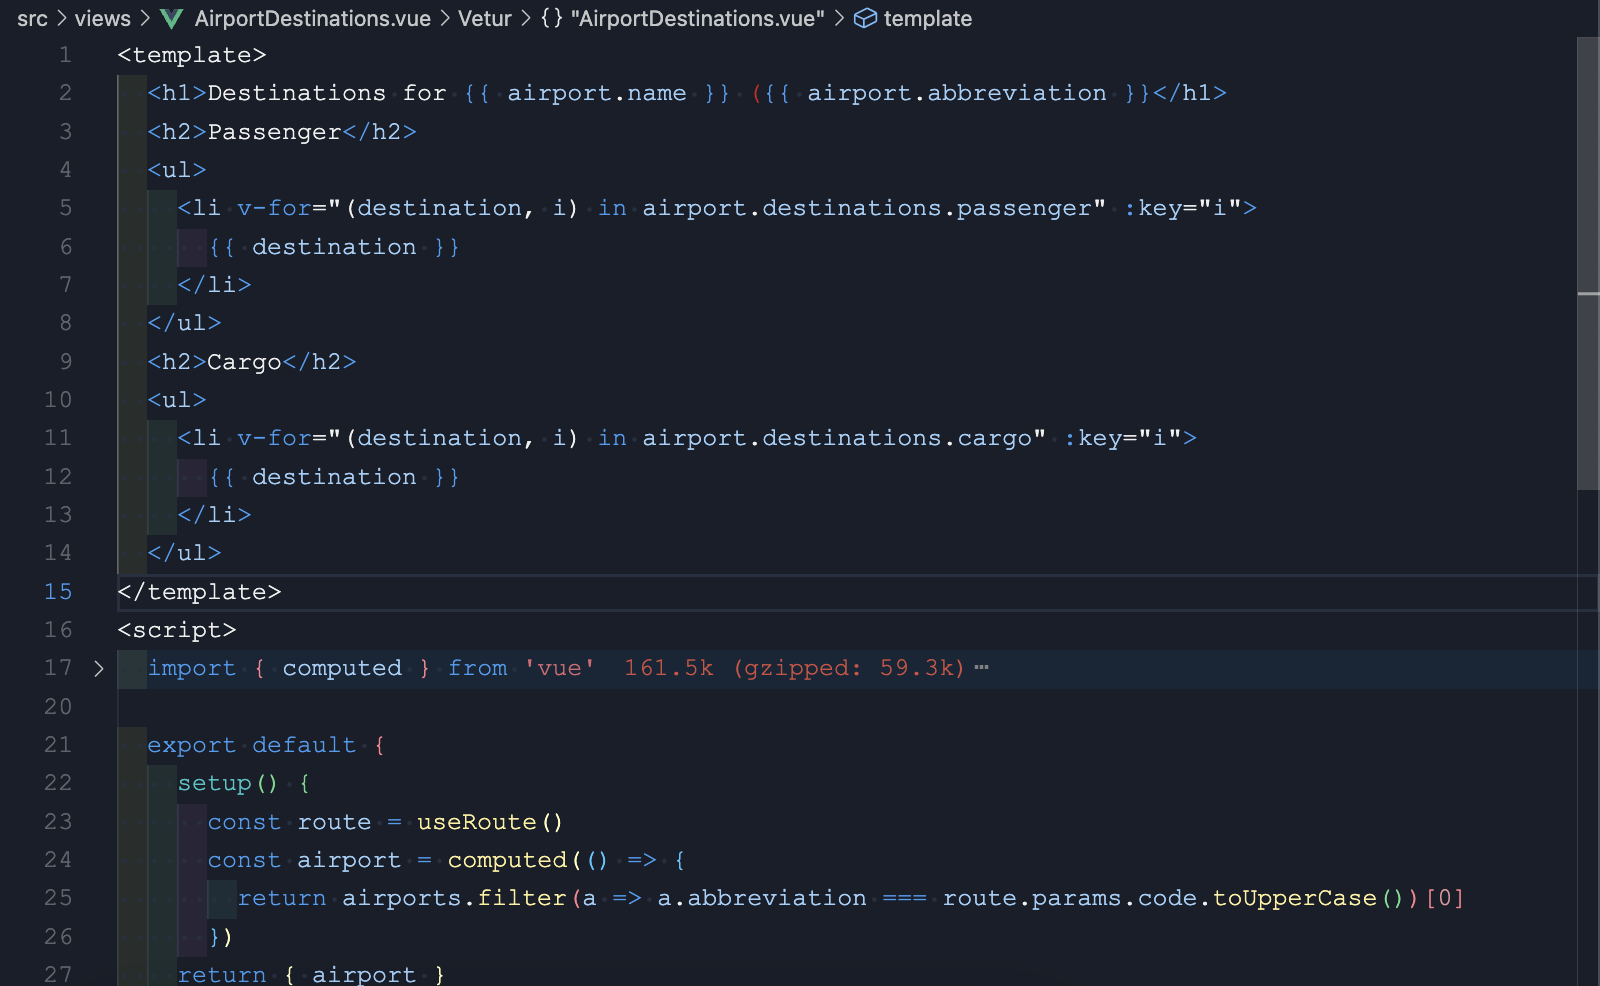 src > views > AirportDestinations.vue > Vetur > {} "AirportDestinations.vue" > template
1 <template>
2 <h1>Destinations for {{ airport.name }} ({{ airport.abbreviation }}</h1>
3 <h2>Passenger</h2>
4 <ul>
5 <li v-for="(destination, i) in airport.destinations.passenger" :key="i">
6 {{ destination }}
7 </li>
8 </ul>
9 <h2>Cargo</h2>
10 <ul>
11 <li v-for="(destination, i) in airport.destinations.cargo" :key="i">
12 {{ destination }}
13 </li>
14 </ul>
15 </template>
16 <script>
17 > import { computed } from 'vue' 161.5k (gzipped: 59.3k) ⋯
20
21 export default {
22 setup() {
23 const route = useRoute()
24 const airport = computed(() => {
25 return airports.filter(a => a.abbreviation === route.params.code.toUpperCase())[0]
26 })
27 return { airport }